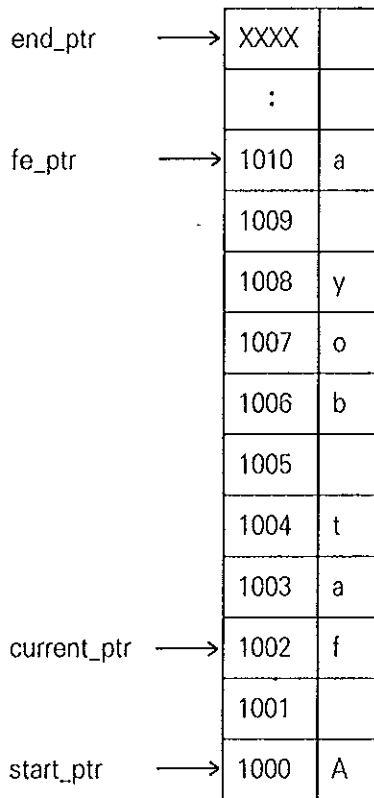 end_ptr XXXX
:
fe_ptr 1010 a
1009
1008 y
1007 o
1006 b
1005
1004 t
1003 a
current_ptr 1002 f
1001
start_ptr 1000 A